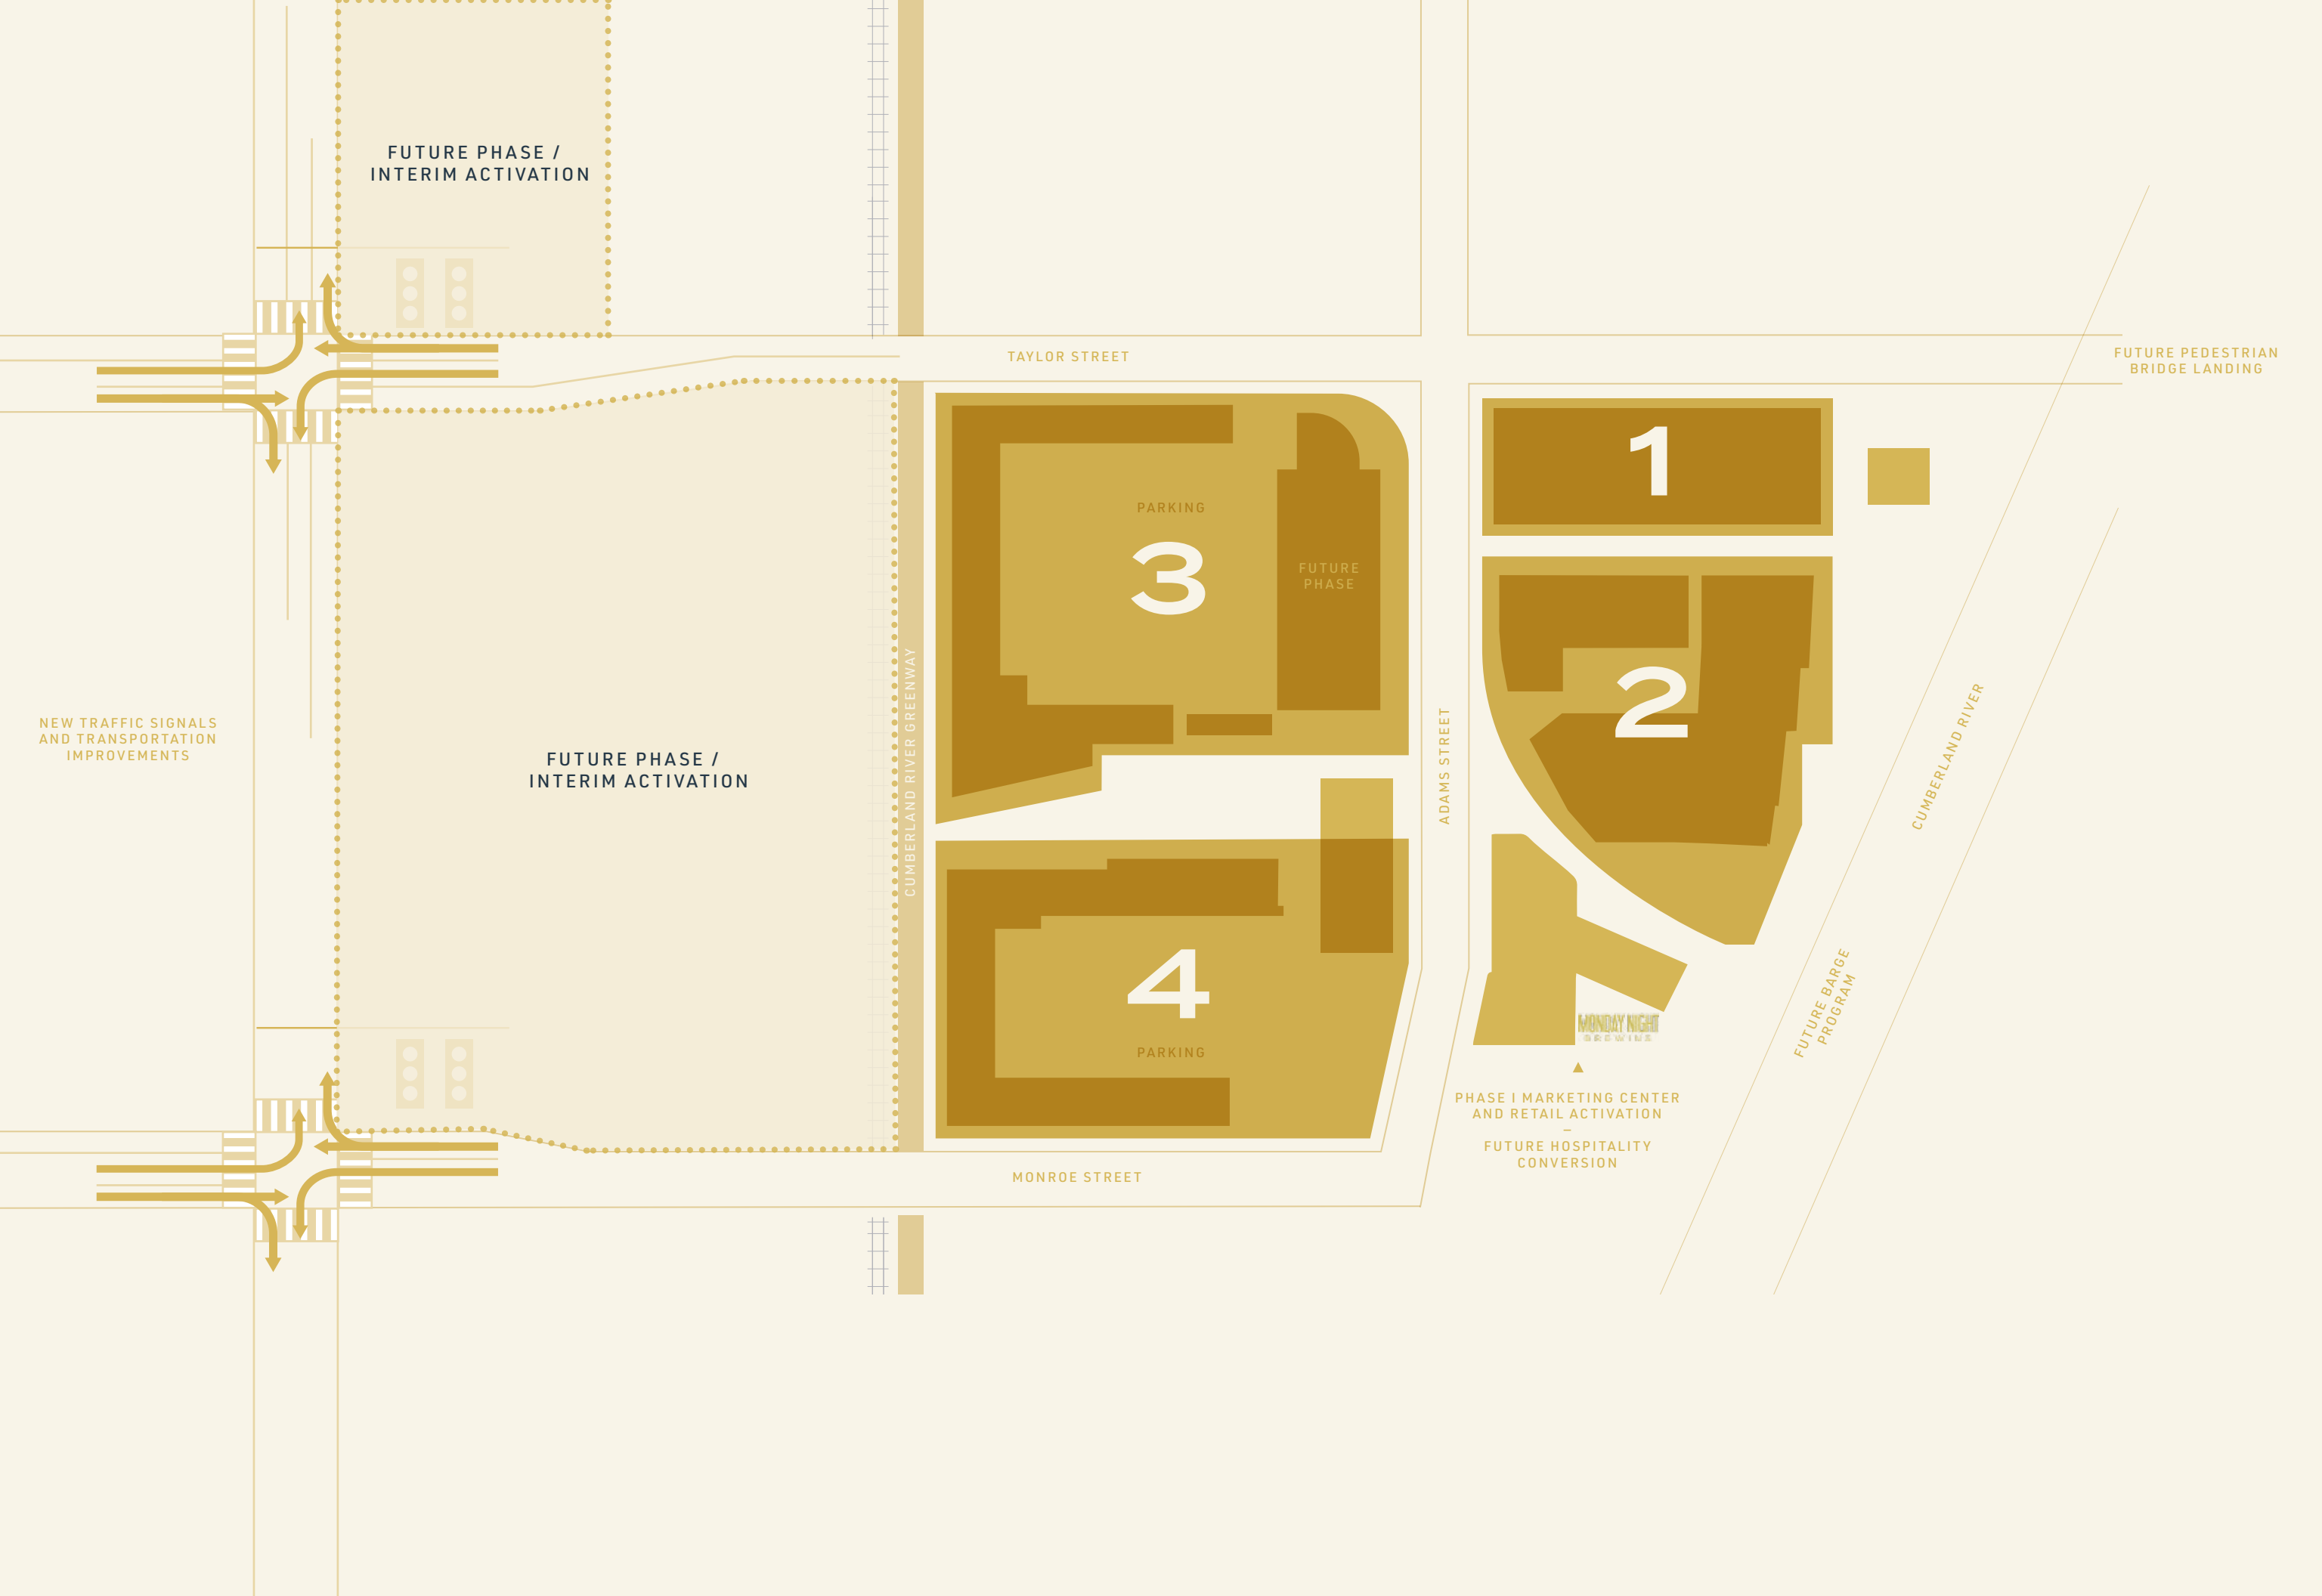 FUTURE PHASE /
INTERIM ACTIVATION
TAYLOR STREET
FUTURE PEDESTRIAN
BRIDGE LANDING
1
PARKING
3
FUTURE
PHASE
2
NEW TRAFFIC SIGNALS
AND TRANSPORTATION
IMPROVEMENTS
FUTURE PHASE /
INTERIM ACTIVATION
CUMBERLAND RIVER GREENWAY
ADAMS STREET
CUMBERLAND RIVER
4
PARKING
FUTURE BARGE
PROGRAM
MONDAY NIGHT
BREWING
PHASE I MARKETING CENTER
AND RETAIL ACTIVATION
–
FUTURE HOSPITALITY
CONVERSION
MONROE STREET